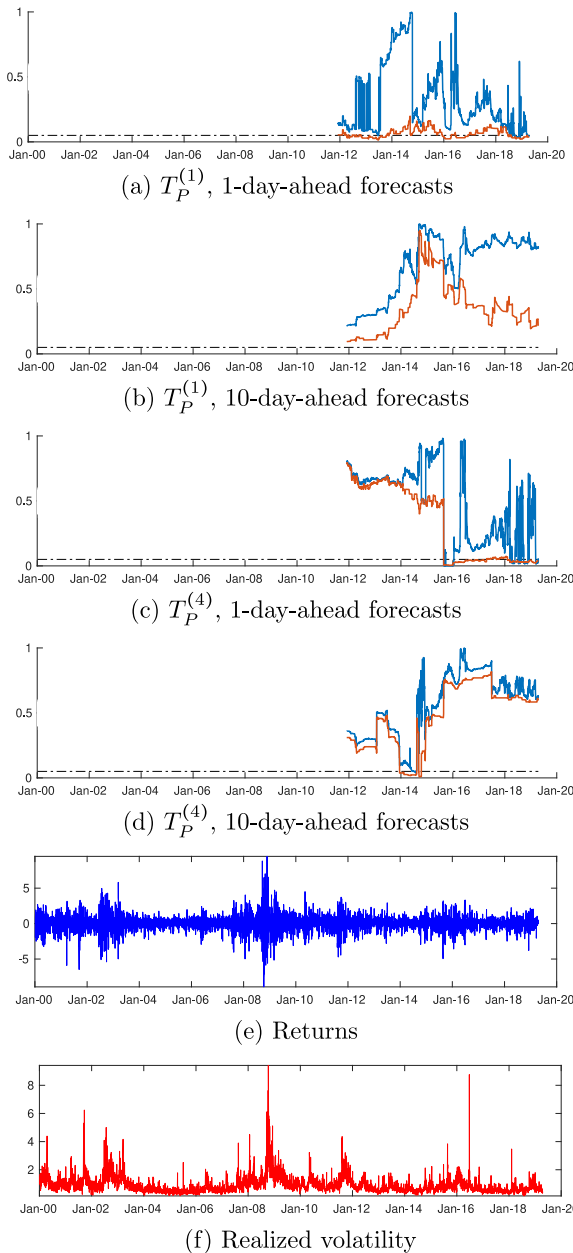 1
0.5
0
Jan-00 Jan-02 Jan-04 Jan-06 Jan-08 Jan-10 Jan-12 Jan-14 Jan-16 Jan-18 Jan-20
(a) T_P^(1), 1-day-ahead forecasts
1
0.5
0
Jan-00 Jan-02 Jan-04 Jan-06 Jan-08 Jan-10 Jan-12 Jan-14 Jan-16 Jan-18 Jan-20
(b) T_P^(1), 10-day-ahead forecasts
1
0.5
0
Jan-00 Jan-02 Jan-04 Jan-06 Jan-08 Jan-10 Jan-12 Jan-14 Jan-16 Jan-18 Jan-20
(c) T_P^(4), 1-day-ahead forecasts
1
0.5
0
Jan-00 Jan-02 Jan-04 Jan-06 Jan-08 Jan-10 Jan-12 Jan-14 Jan-16 Jan-18 Jan-20
(d) T_P^(4), 10-day-ahead forecasts
5
0
-5
Jan-00 Jan-02 Jan-04 Jan-06 Jan-08 Jan-10 Jan-12 Jan-14 Jan-16 Jan-18 Jan-20
(e) Returns
8
6
4
2
Jan-00 Jan-02 Jan-04 Jan-06 Jan-08 Jan-10 Jan-12 Jan-14 Jan-16 Jan-18 Jan-20
(f) Realized volatility